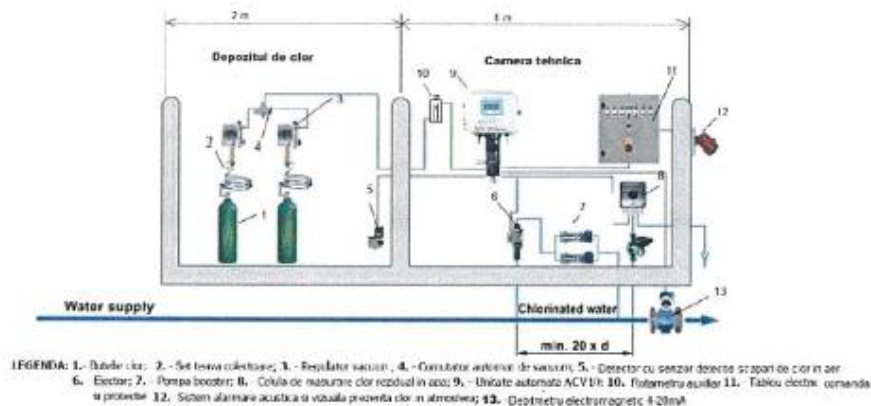 2 m
8 m
Depozitul de clor
Camera tehnica
10
9
11
3
12
2
4
8
5
6
7
1
13
Water supply
Chlorinated water
min. 20 x d
LEGENDA: 1.- Butelie clor; 2. - Set teava colectoare; 3. - Regulator vacuum , 4. - Comutator automat de vacuum, 5. - Detector cu senzor detectie scapari de clor in aer
6. Ejector; 7. - Pompa booster; 8. - Celula de masurare clor rezidual in apa; 9. - Unitate automata 10. Rotametru auxiliar 11. - Tablou electric comanda
si protectie 12. Sistem alarmare acustica si vizuala prezenta clor in atmosfera; 13. - Debitmetru electromagnetic 4-20mA